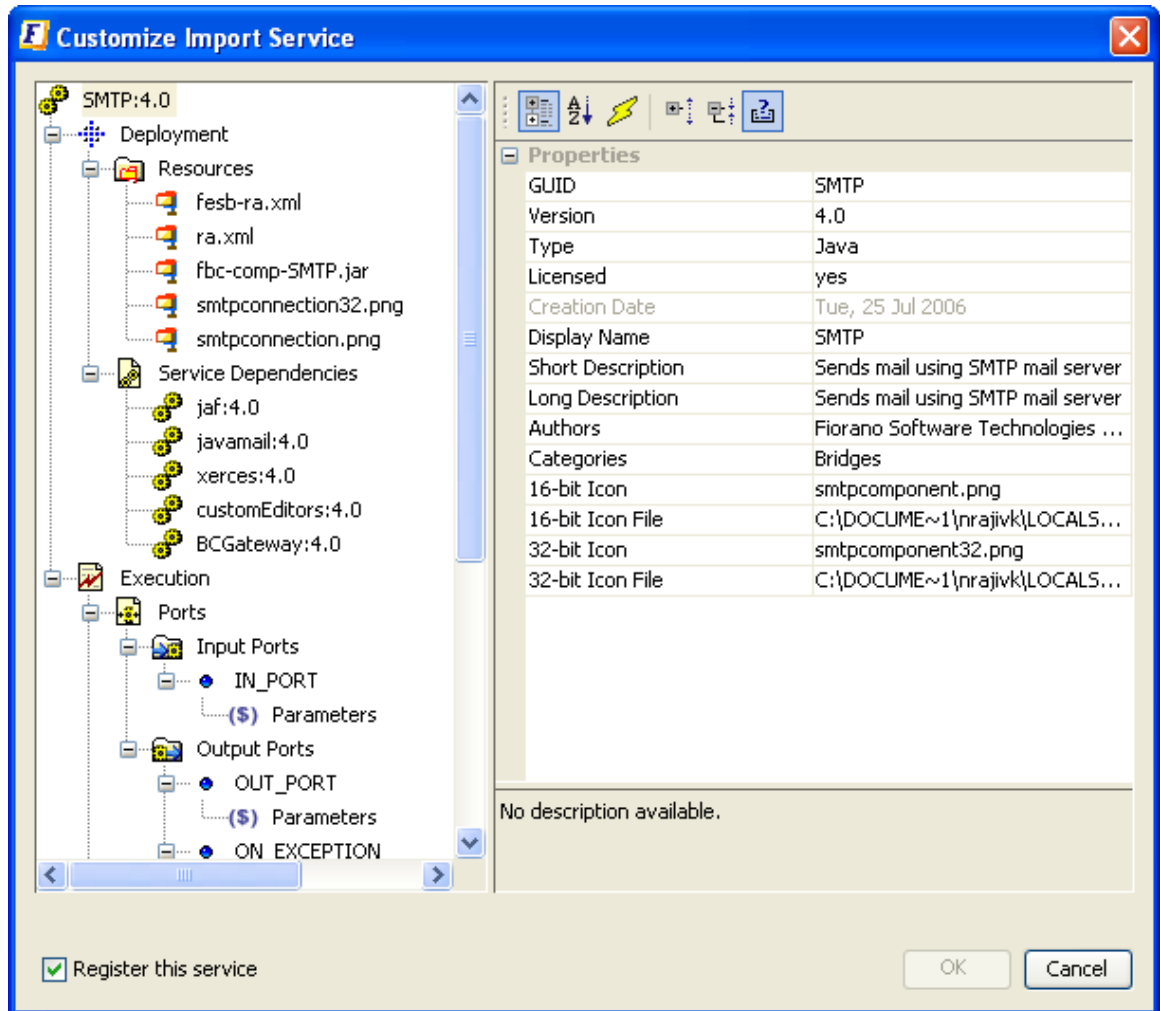 Customize Import Service
SMTP:4.0
Deployment
Resources
fesb-ra.xml
ra.xml
fbc-comp-SMTP.jar
smtpconnection32.png
smtpconnection.png
Service Dependencies
jaf:4.0
javamail:4.0
xerces:4.0
customEditors:4.0
BCGateway:4.0
Execution
Ports
Input Ports
IN_PORT
($) Parameters
Output Ports
OUT_PORT
($) Parameters
ON_EXCEPTION
Properties
GUID SMTP
Version 4.0
Type Java
Licensed yes
Creation Date Tue, 25 Jul 2006
Display Name SMTP
Short Description Sends mail using SMTP mail server
Long Description Sends mail using SMTP mail server
Authors Fiorano Software Technologies ...
Categories Bridges
16-bit Icon smtpcomponent.png
16-bit Icon File C:\DOCUME~1\nrajivk\LOCALS...
32-bit Icon smtpcomponent32.png
32-bit Icon File C:\DOCUME~1\nrajivk\LOCALS...
No description available.
Register this service
OK
Cancel